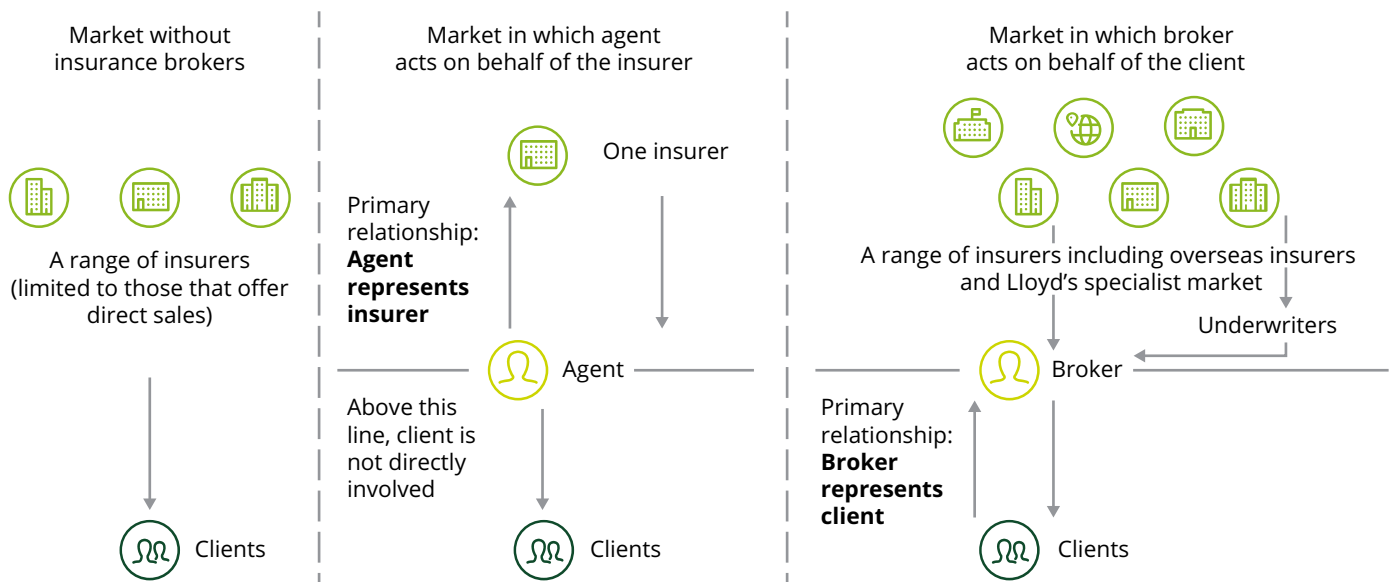 Market without
insurance brokers
A range of insurers
(limited to those that offer
direct sales)
Clients
Market in which agent
acts on behalf of the insurer
One insurer
Primary
relationship:
Agent
represents
insurer
Agent
Above this
line, client is
not directly
involved
Clients
Market in which broker
acts on behalf of the client
A range of insurers including overseas insurers
and Lloyd’s specialist market
Underwriters
Broker
Primary
relationship:
Broker
represents
client
Clients